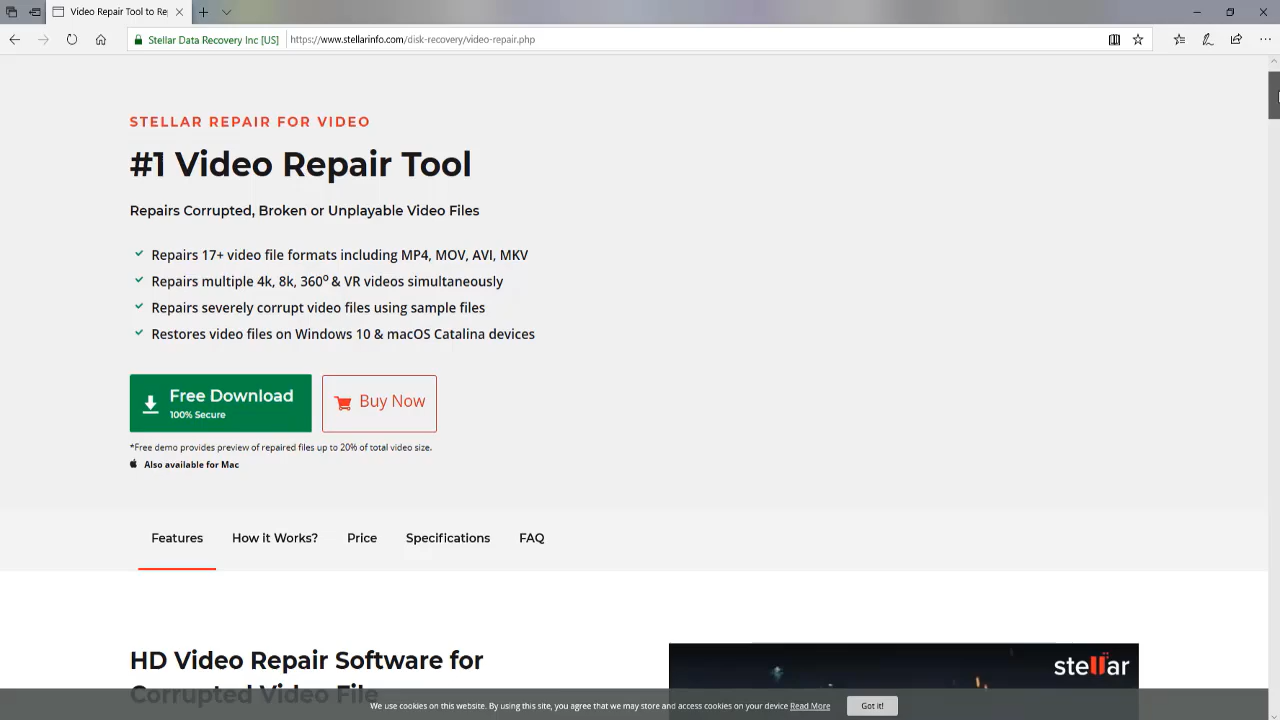 Video Repair Tool to Re
Stellar Data Recovery Inc [US]
https://www.stellarinfo.com/disk-recovery/video-repair.php
STELLAR REPAIR FOR VIDEO
#1 Video Repair Tool
Repairs Corrupted, Broken or Unplayable Video Files
Repairs 17+ video file formats including MP4, MOV, AVI, MKV
Repairs multiple 4k, 8k, 360⁰ & VR videos simultaneously
Repairs severely corrupt video files using sample files
Restores video files on Windows 10 & macOS Catalina devices
Free Download
100% Secure
Buy Now
*Free demo provides preview of repaired files up to 20% of total video size.
Also available for Mac
Features
How it Works?
Price
Specifications
FAQ
HD Video Repair Software for
Corrupted Video File
stellar
We use cookies on this website. By using this site, you agree that we may store and access cookies on your device Read More
Got it!